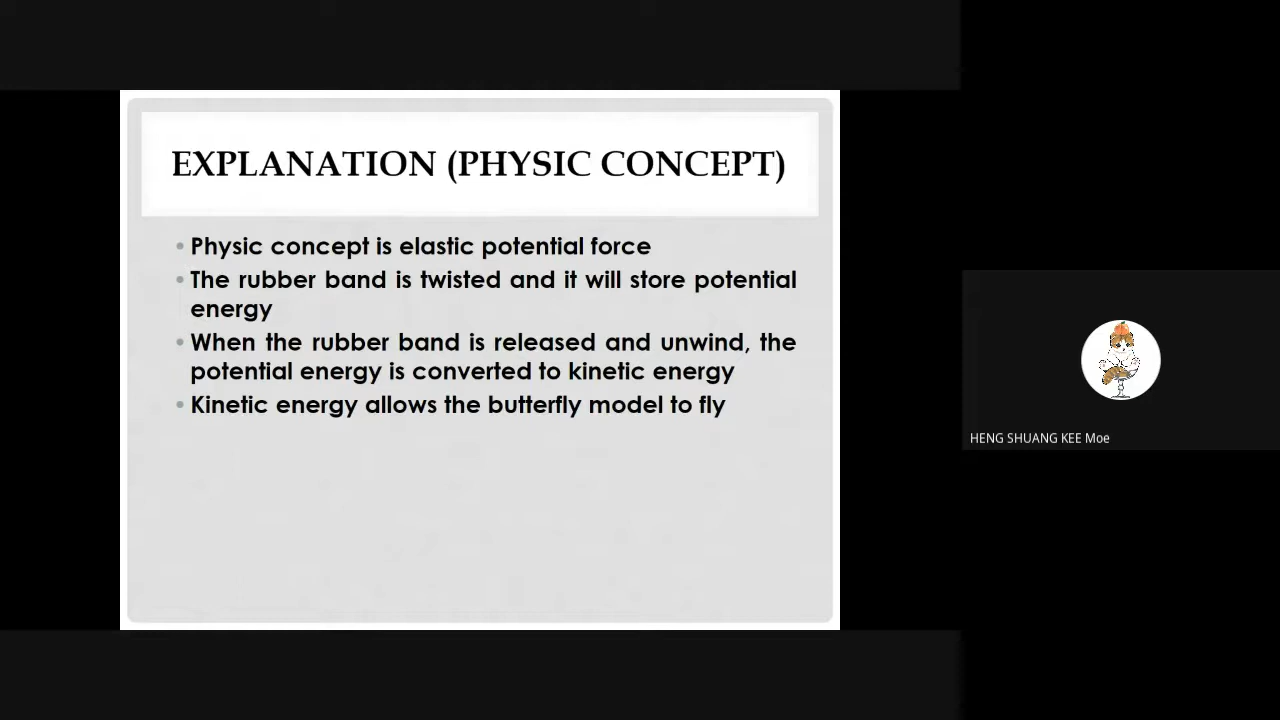 EXPLANATION (PHYSIC CONCEPT)
• Physic concept is elastic potential force
• The rubber band is twisted and it will store potential
energy
• When the rubber band is released and unwind, the
potential energy is converted to kinetic energy
• Kinetic energy allows the butterfly model to fly
HENG SHUANG KEE Moe